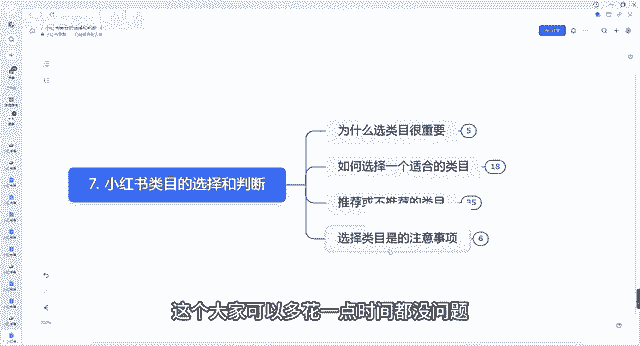 7. 小红书类目的选择和判断
为什么选类目很重要
5
如何选择一个适合的类目
18
推荐或不推荐的类目
35
选择类目是的注意事项
6
这个大家可以多花一点时间都没问题